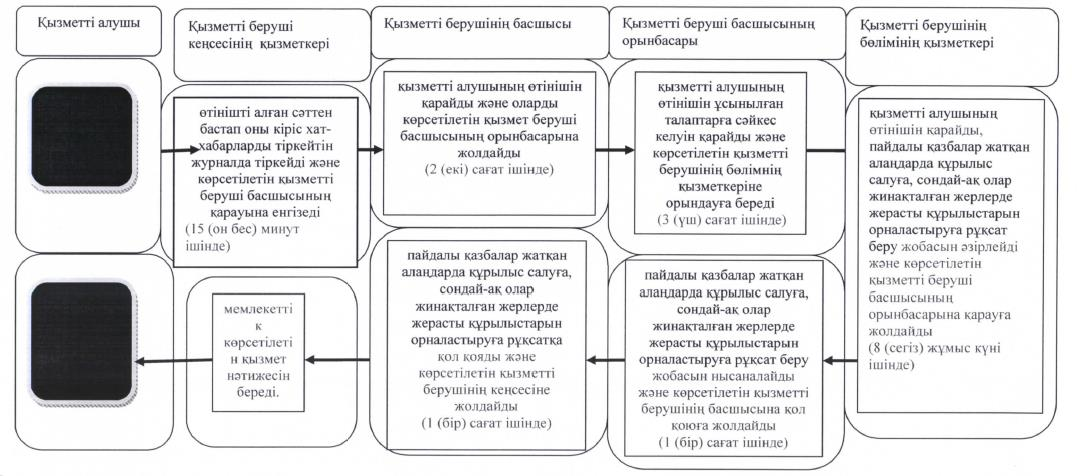 Қызметті алушы
Қызметті беруші
кеңсесінің қызметкері
Қызметті берушінің басшысы
Қызметті беруші басшысының
орынбасары
Қызметті берушінің
бөлімінің қызметкері
өтінішті алған сәттен
бастап оны кіріс хат-
хабарларды тіркейтін
журналда тіркейді және
көрсетілетін қызметті
беруші басшысының
қарауына енгізеді
(15 (он бес) минут
ішінде)
қызметті алушының өтінішін
қарайды және оларды
көрсетілетін қызмет беруші
басшысының орынбасарына
жолдайды
(2 (екі) сағат ішінде)
қызметті алушының
өтінішін ұсынылған
талаптарға сәйкес
келуін қарайды және
көрсетілетін қызметті
берушінің бөлімнің
қызметкеріне
орындауға береді
(3 (үш) сағат ішінде)
қызметті алушының
өтінішін қарайды,
пайдалы қазбалар жатқан
алаңдарда құрылыс
салуға, сондай-ақ олар
жинақталған жерлерде
жерасты құрылыстарын
орналастыруға рұқсат
беру жобасын әзірлейді
және көрсетілетін
қызметті беруші
басшысының
орынбасарына қарауға
жолдайды
(8 (сегіз) жұмыс күні
ішінде)
пайдалы қазбалар жатқан
алаңдарда құрылыс салуға,
сондай-ақ олар
жинақталған жерлерде
жерасты құрылыстарын
орналастыруға рұқсат беру
жобасын нысаналайды
және көрсетілетін қызметті
берушінің басшысына қол
қоюға жолдайды
(1 (бір) сағат ішінде)
пайдалы қазбалар жатқан
алаңдарда құрылыс салуға,
сондай-ақ олар
жинақталған жерлерде
жерасты құрылыстарын
орналастыруға рұқсатқа
қол қояды және
көрсетілетін қызметті
берушінің кеңсесіне
жолдайды
(1 (бір) сағат ішінде)
мемлекетті
к
көрсетілеті
н қызмет
нәтижесін
береді.